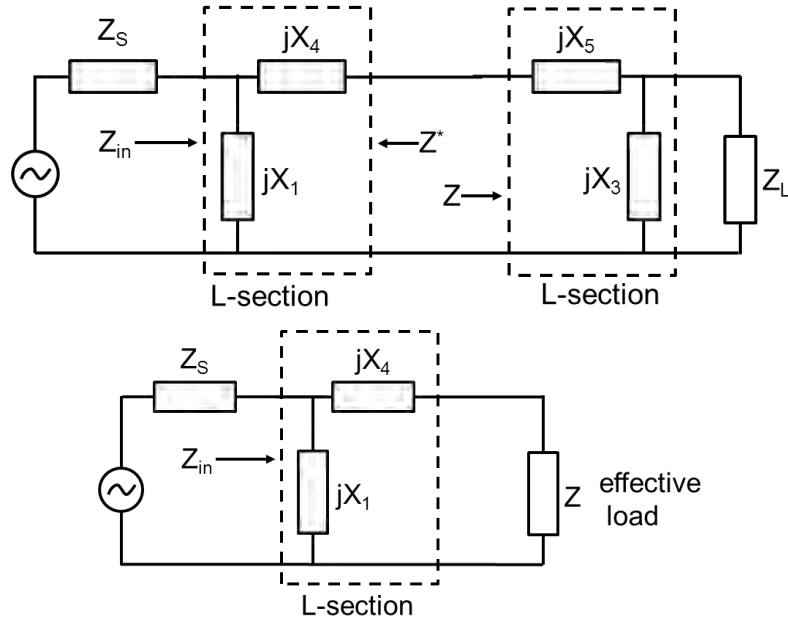 Z_S
jX_4
jX_5
Z_in
Z^*
jX_1
Z
jX_3
Z_L
L-section
L-section
Z_S
jX_4
Z_in
jX_1
Z
effective
load
L-section